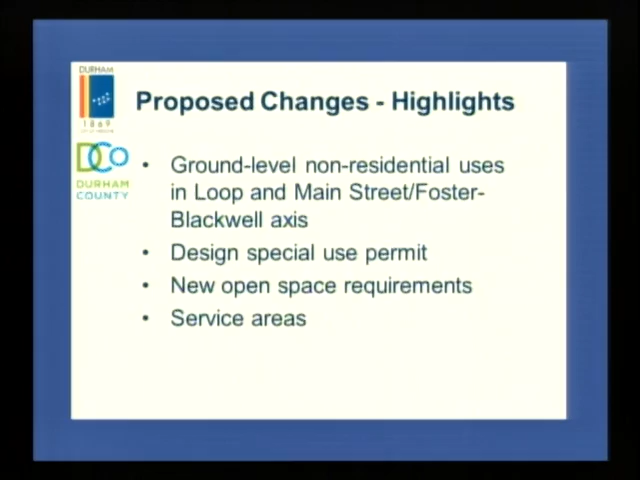 DURHAM
1869
DCo
DURHAM
COUNTY
Proposed Changes - Highlights
• Ground-level non-residential uses
in Loop and Main Street/Foster-
Blackwell axis
• Design special use permit
• New open space requirements
• Service areas